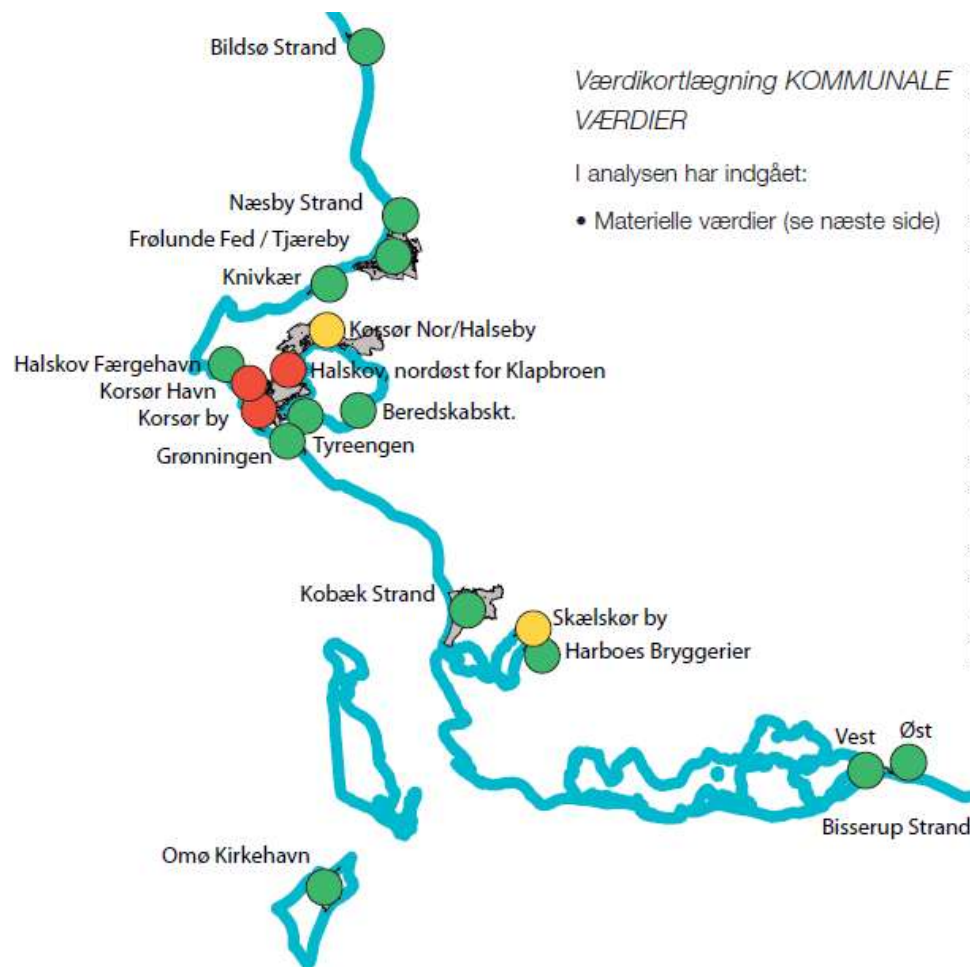 Bildsø Strand
Værdikortlægning KOMMUNALE
VÆRDIER
I analysen har indgået:
• Materielle værdier (se næste side)
Næsby Strand
Frølunde Fed / Tjæreby
Knivkær
Korsør Nor/Halseby
Halskov Færgehavn
Halskov, nordøst for Klapbroen
Korsør Havn
Korsør by
Beredskabskt.
Tyreengen
Grønningen
Kobæk Strand
Skælskør by
Harboes Bryggerier
Vest
Øst
Bisserup Strand
Omø Kirkehavn